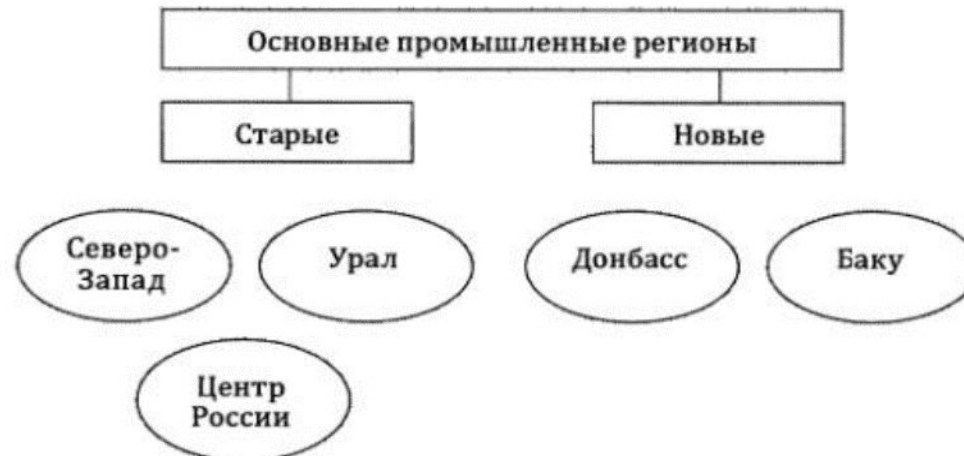 Основные промышленные регионы
Старые
Новые
Северо-
Запад
Урал
Донбасс
Баку
Центр
России